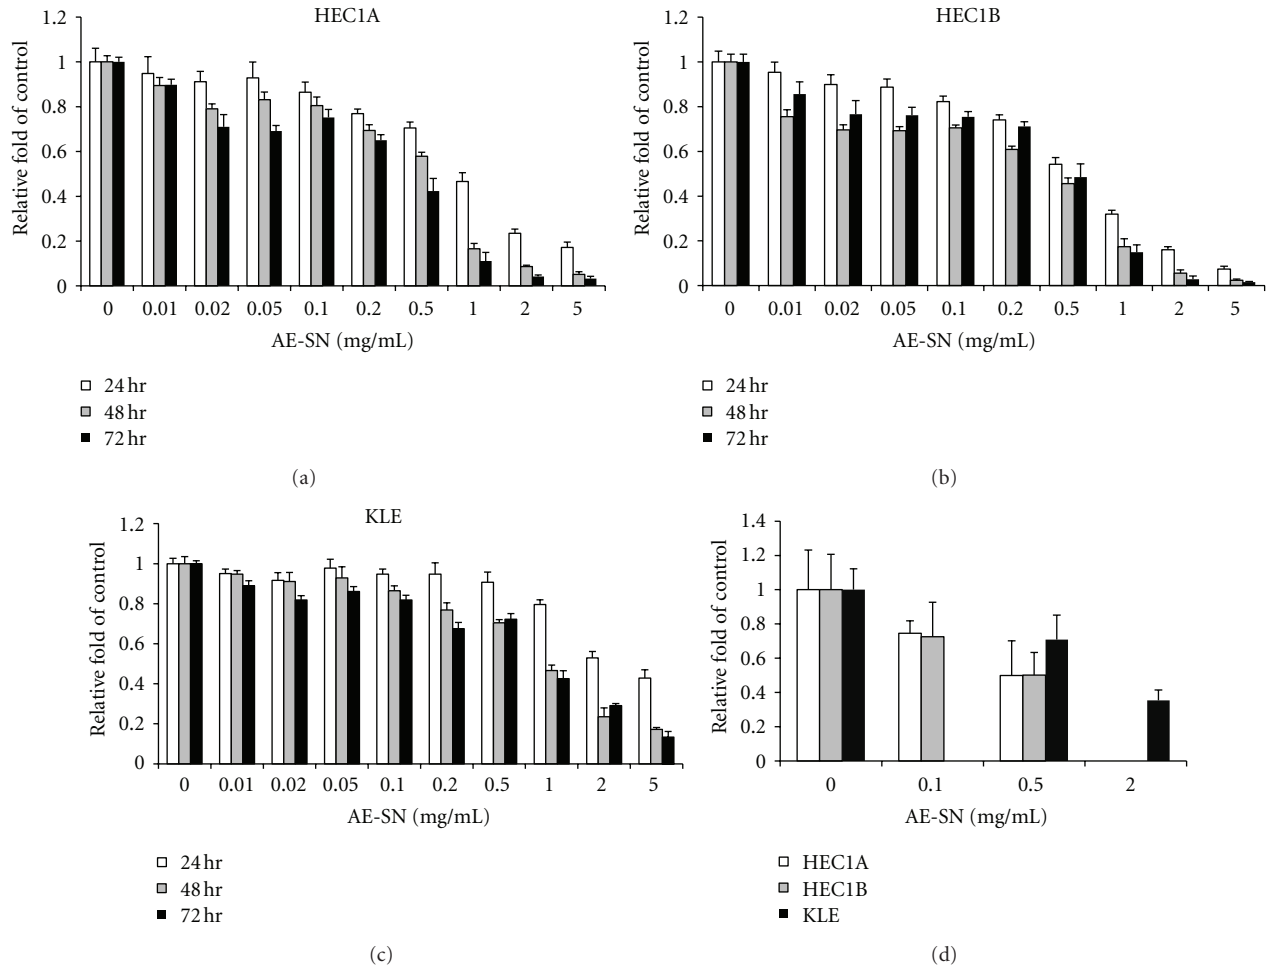 HEC1A
Relative fold of control
1.2
1
0.8
0.6
0.4
0.2
0
0 0.01 0.02 0.05 0.1 0.2 0.5 1 2 5
AE-SN (mg/mL)
24 hr
48 hr
72 hr
(a)
HEC1B
Relative fold of control
1.2
1
0.8
0.6
0.4
0.2
0
0 0.01 0.02 0.05 0.1 0.2 0.5 1 2 5
AE-SN (mg/mL)
24 hr
48 hr
72 hr
(b)
KLE
Relative fold of control
1.2
1
0.8
0.6
0.4
0.2
0
0 0.01 0.02 0.05 0.1 0.2 0.5 1 2 5
AE-SN (mg/mL)
24 hr
48 hr
72 hr
(c)
Relative fold of control
1.4
1.2
1
0.8
0.6
0.4
0.2
0
0 0.1 0.5 2
AE-SN (mg/mL)
HEC1A
HEC1B
KLE
(d)